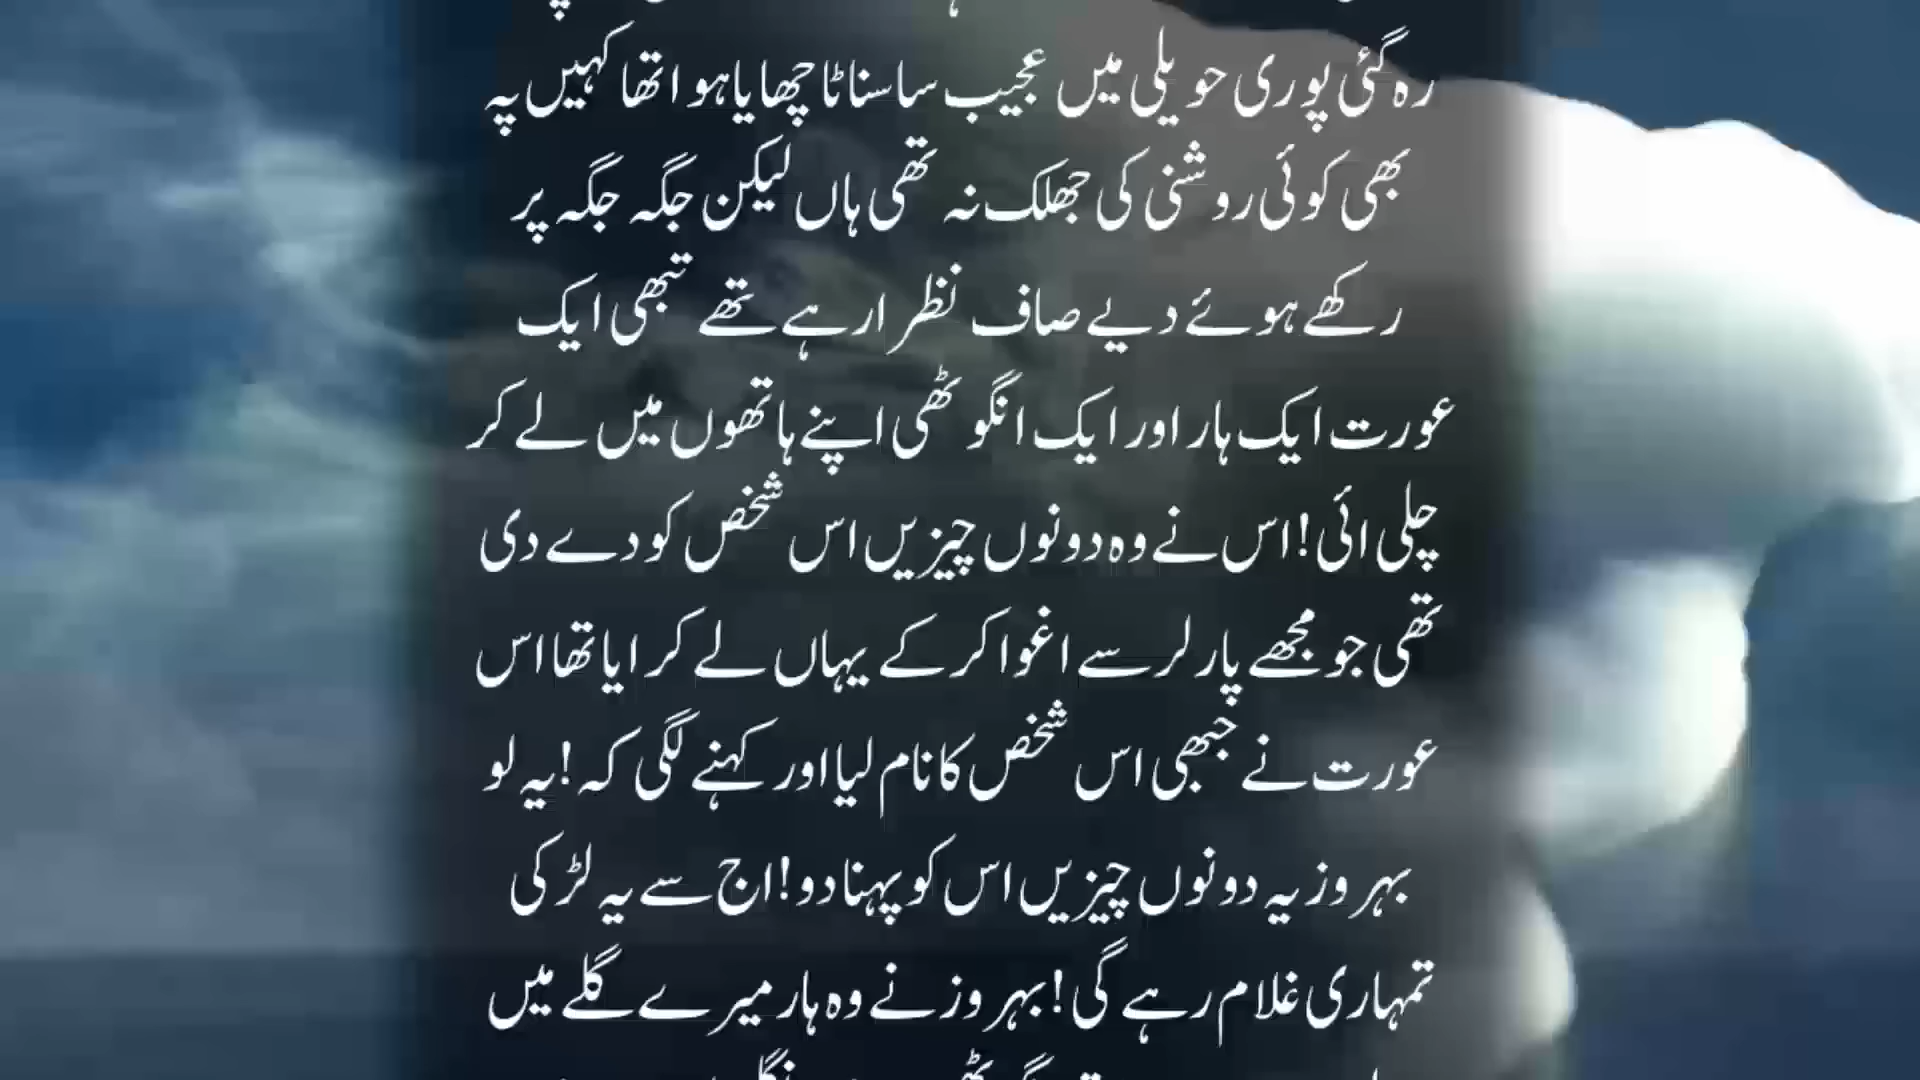 رہ گئی پوری حویلی میں عجیب سا سناٹا چھایا ہوا تھا کہیں پہ
بھی کوئی روشنی کی جھلک نہ تھی ہاں لیکن جگہ جگہ پر
رکھے ہوئے دیے صاف نظر ارہے تھے تبھی ایک
عورت ایک ہار اور ایک انگوٹھی اپنے ہاتھوں میں لے کر
چلی ائی!اس نے وہ دونوں چیزیں اس شخص کو دے دی
تھی جو مجھے پارلر سے اغوا کر کے یہاں لے کر ایا تھا اس
عورت نے جبھی اس شخص کا نام لیا اور کہنے لگی کہ!یہ لو
بہروز یہ دونوں چیزیں اس کو پہنا دو!اج سے یہ لڑکی
تمہاری غلام رہے گی!بہروز نے وہ ہار میرے گلے میں